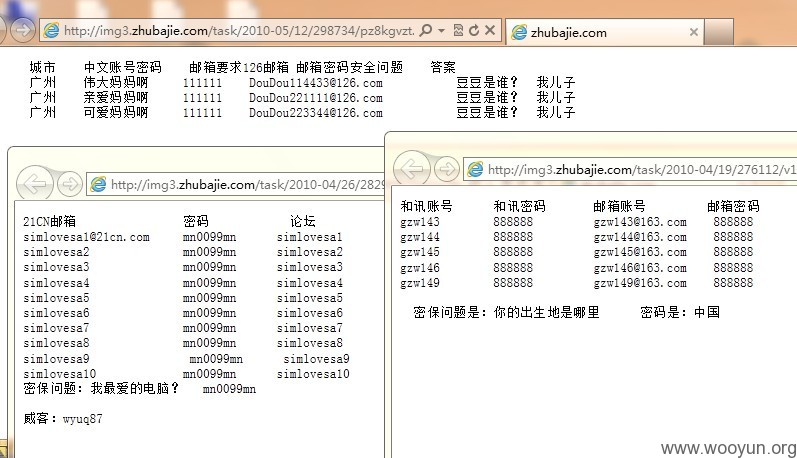 http://img3.zhubajie.com/task/2010-05/12/298734/pz8kgvzt.
zhubajie.com
城市 中文账号密码 邮箱要求126邮箱 邮箱密码安全问题 答案
广州 伟大妈妈啊 111111 DouDou114433@126.com 豆豆是谁? 我儿子
广州 亲爱妈妈啊 111111 DouDou221111@126.com 豆豆是谁? 我儿子
广州 可爱妈妈啊 111111 DouDou223344@126.com 豆豆是谁? 我儿子
http://img3.zhubajie.com/task/2010-04/26/2829
21CN邮箱 密码 论坛
simlovesa1@21cn.com mn0099mn simlovesa1
simlovesa2 mn0099mn simlovesa2
simlovesa3 mn0099mn simlovesa3
simlovesa4 mn0099mn simlovesa4
simlovesa5 mn0099mn simlovesa5
simlovesa6 mn0099mn simlovesa6
simlovesa7 mn0099mn simlovesa7
simlovesa8 mn0099mn simlovesa8
simlovesa9 mn0099mn simlovesa9
simlovesa10 mn0099mn simlovesa10
密保问题:我最爱的电脑? mn0099mn
威客:wyuq87
http://img3.zhubajie.com/task/2010-04/19/276112/v1
和讯账号 和讯密码 邮箱账号 邮箱密码
gzw143 888888 gzw143@163.com 888888
gzw144 888888 gzw144@163.com 888888
gzw145 888888 gzw145@163.com 888888
gzw146 888888 gzw146@163.com 888888
gzw149 888888 gzw149@163.com 888888
密保问题是:你的出生地是哪里 密码是:中国
www.wooyun.org